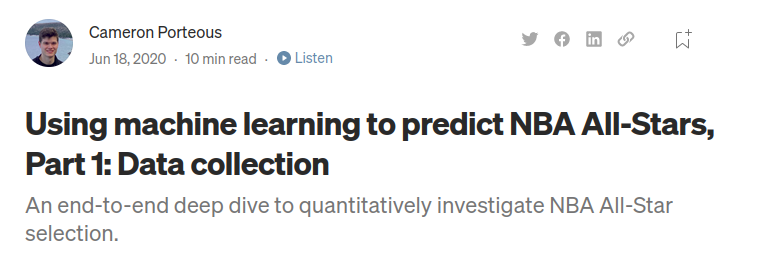 Cameron Porteous
Jun 18, 2020 · 10 min read · Listen
Using machine learning to predict NBA All-Stars,
Part 1: Data collection
An end-to-end deep dive to quantitatively investigate NBA All-Star
selection.